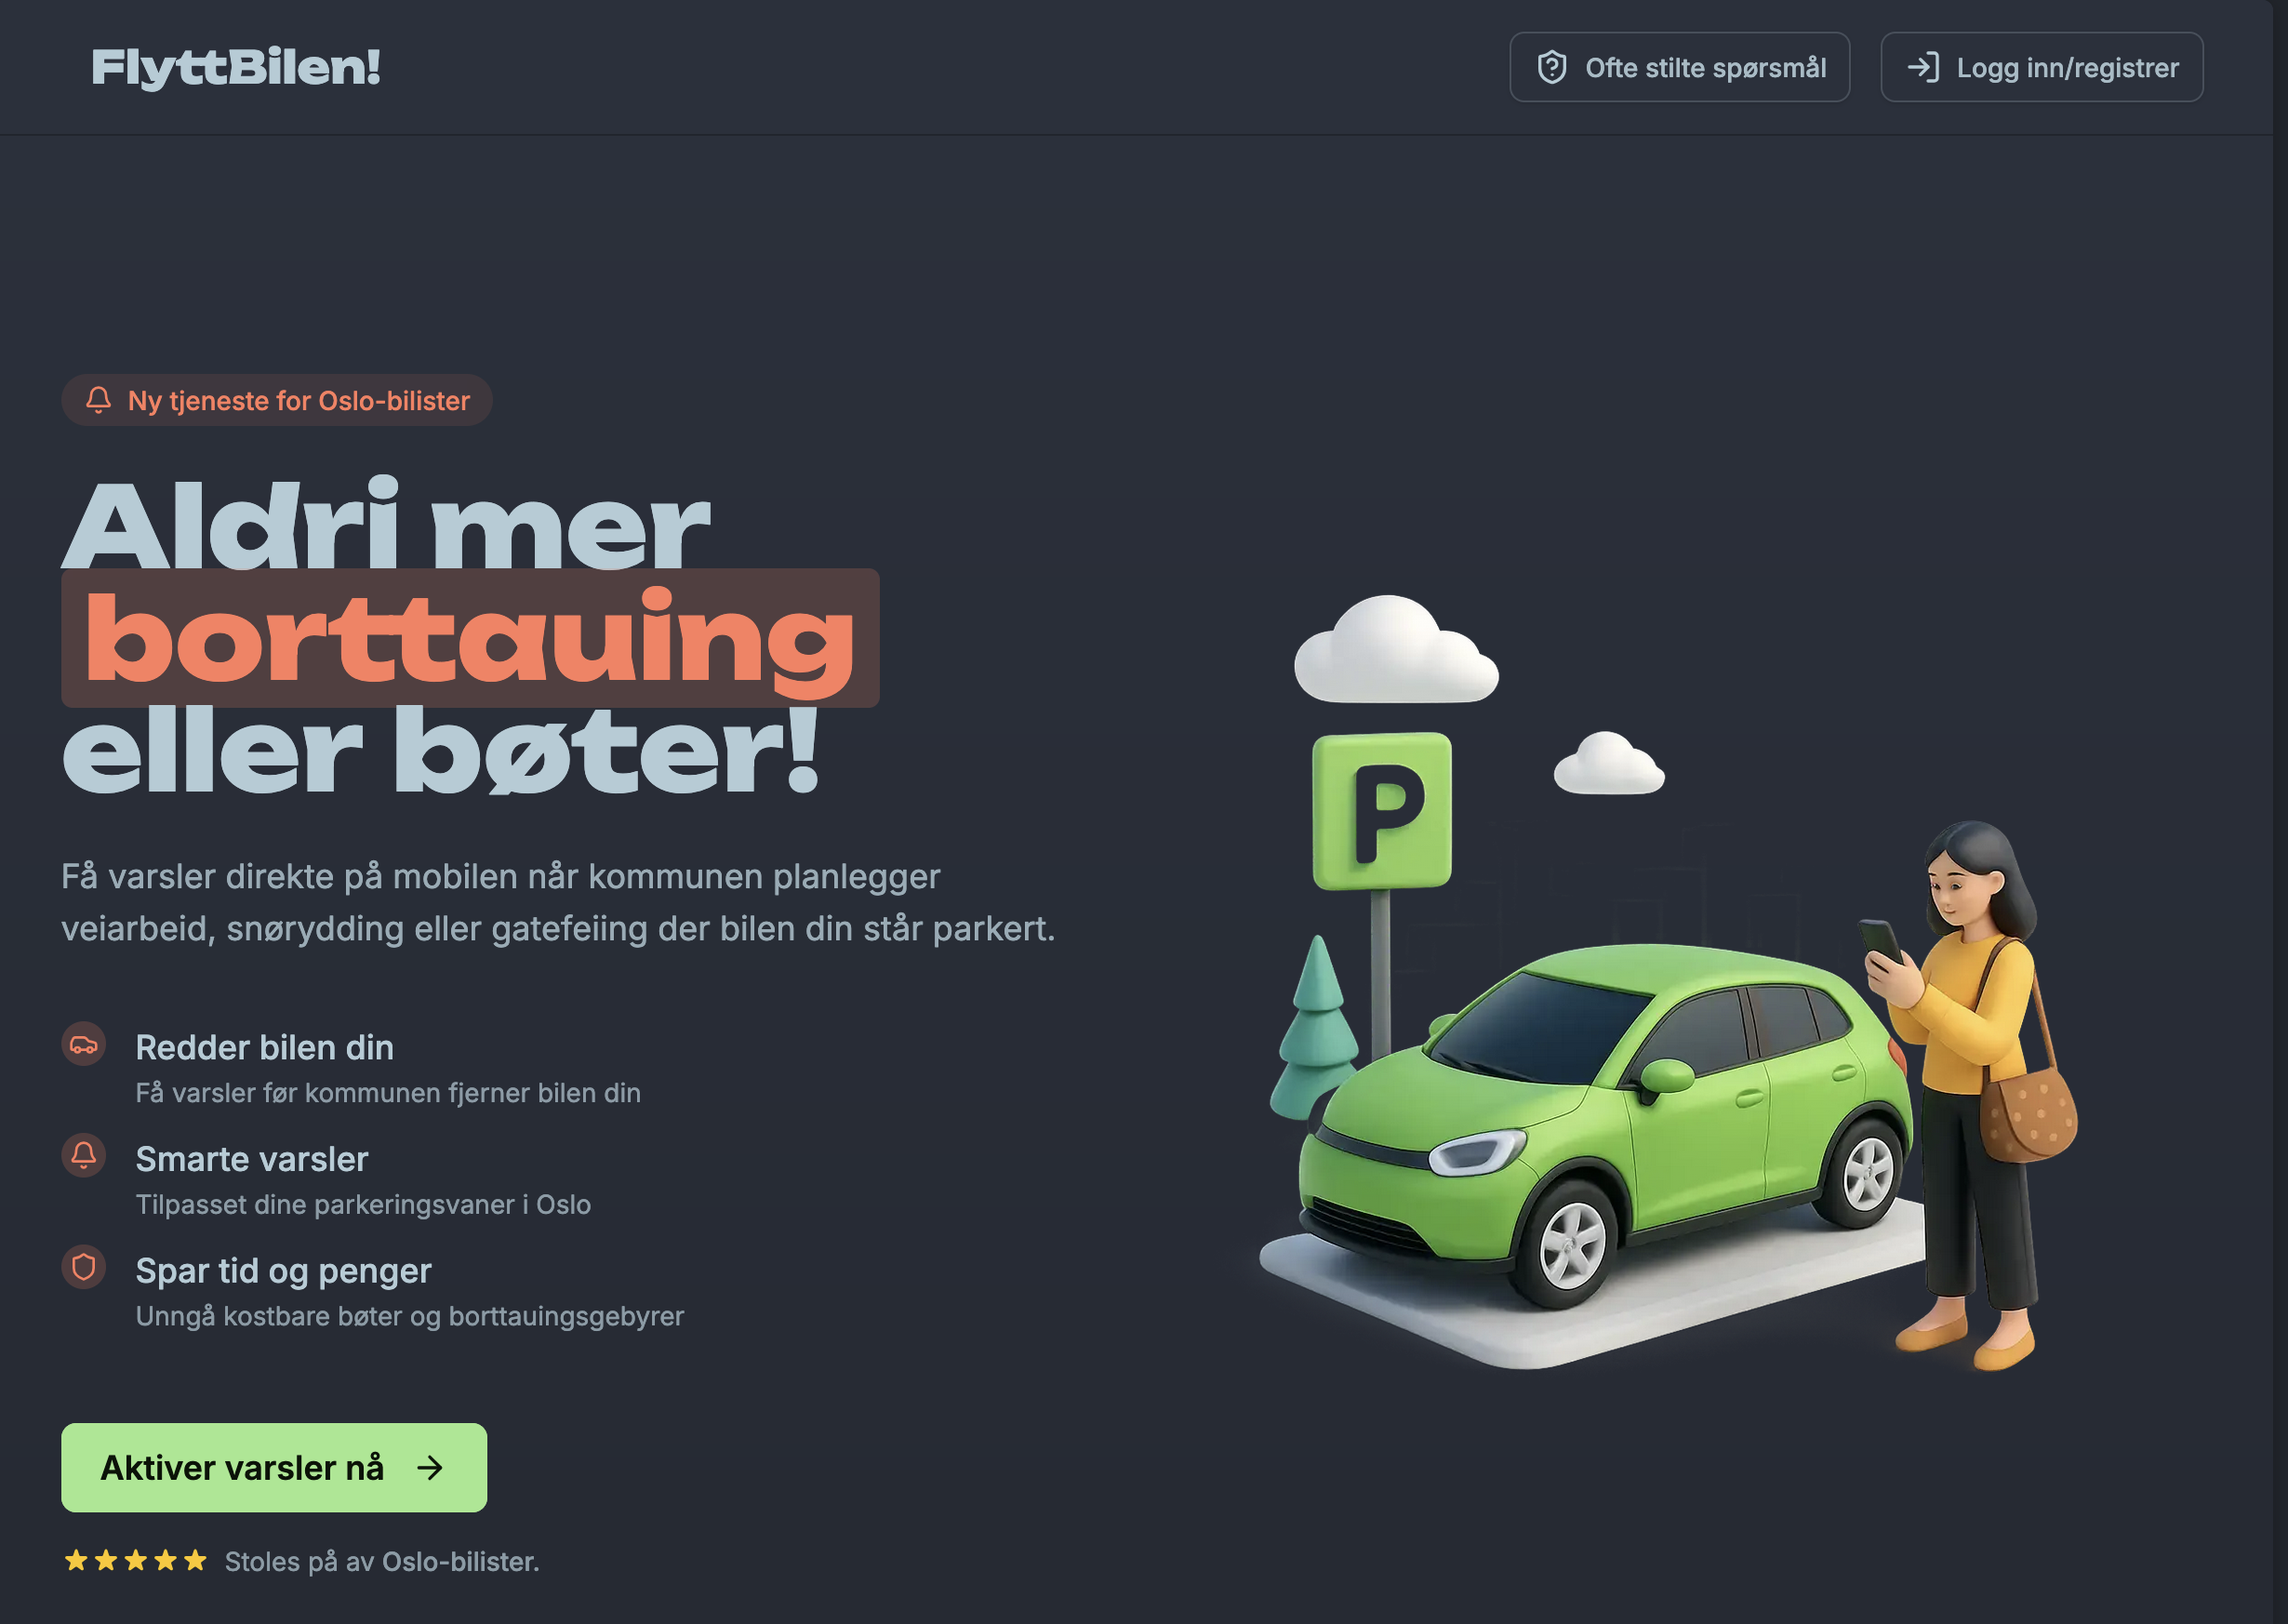 FlyttBilen!
Ofte stilte spørsmål
Logg inn/registrer
Ny tjeneste for Oslo-bilister
Aldri mer
borttauing
eller bøter!
Få varsler direkte på mobilen når kommunen planlegger
veiarbeid, snørydding eller gatefeiing der bilen din står parkert.
Redder bilen din
Få varsler før kommunen fjerner bilen din
Smarte varsler
Tilpasset dine parkeringsvaner i Oslo
Spar tid og penger
Unngå kostbare bøter og borttauingsgebyrer
Aktiver varsler nå
Stoles på av Oslo-bilister.
P